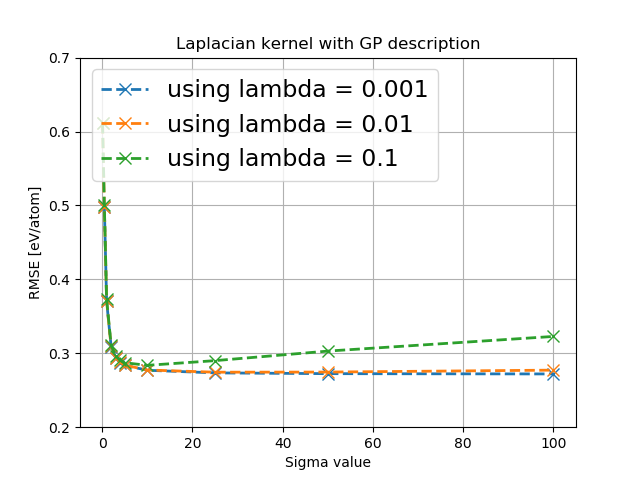 Laplacian kernel with GP description
using lambda = 0.001
using lambda = 0.01
using lambda = 0.1
0.7
0.6
0.5
0.4
0.3
0.2
RMSE [eV/atom]
0 20 40 60 80 100
Sigma value